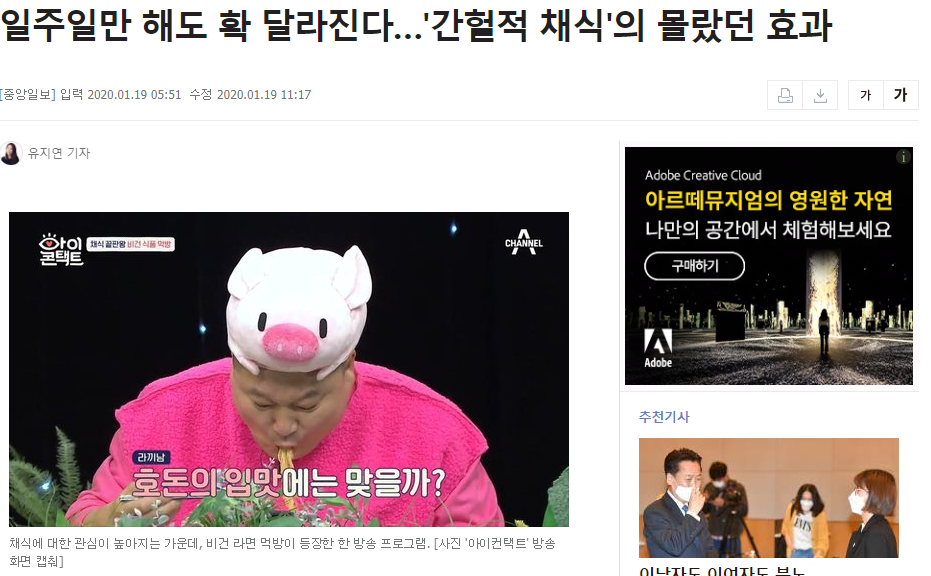 일주일만 해도 확 달라진다...'간헐적 채식'의 몰랐던 효과
[중앙일보] 입력 2020.01.19 05:51 수정 2020.01.19 11:17
가 가
유지연 기자
아이
콘택트
채식 끝판왕 비건 식품 먹방
CHANNEL
라끼남
호돈의 입맛에는 맞을까?
채식에 대한 관심이 높아지는 가운데, 비건 라면 먹방이 등장한 한 방송 프로그램. [사진 '아이컨택트' 방송
화면 캡춰]
Adobe Creative Cloud
아르떼뮤지엄의 영원한 자연
나만의 공간에서 체험해보세요
구매하기
Adobe
추천기사